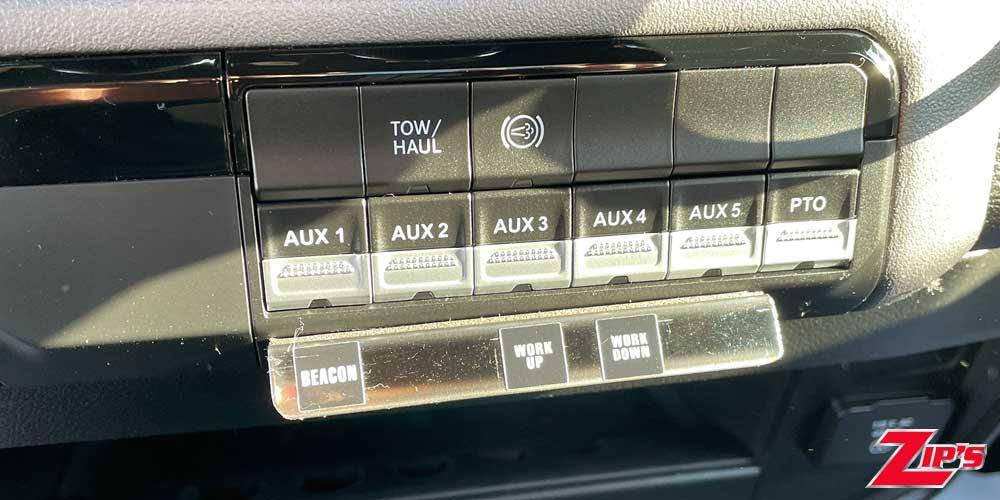 TOW/
HAUL
AUX 1 AUX 2 AUX 3 AUX 4 AUX 5 PTO
BEACON
WORK
UP
WORK
DOWN
ZIP'S